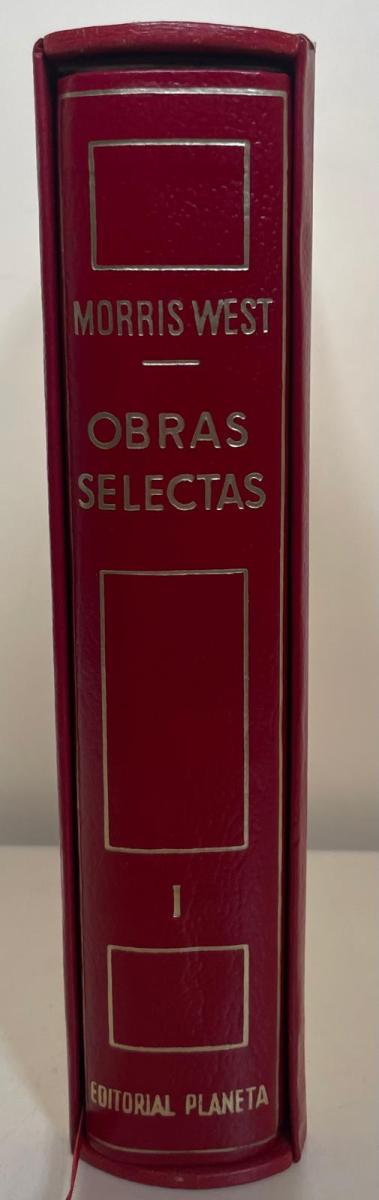 MORRIS WEST
OBRAS
SELECTAS
I
EDITORIAL PLANETA